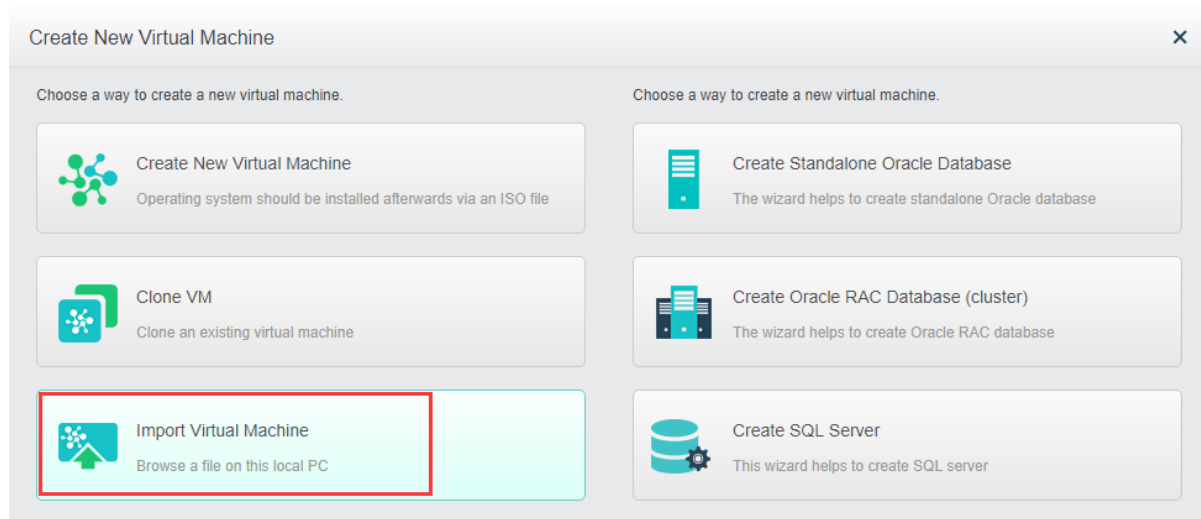 Create New Virtual Machine
Choose a way to create a new virtual machine.
Create New Virtual Machine
Operating system should be installed afterwards via an ISO file
Clone VM
Clone an existing virtual machine
Import Virtual Machine
Browse a file on this local PC
Choose a way to create a new virtual machine.
Create Standalone Oracle Database
The wizard helps to create standalone Oracle database
Create Oracle RAC Database (cluster)
The wizard helps to create Oracle RAC database
Create SQL Server
This wizard helps to create SQL server